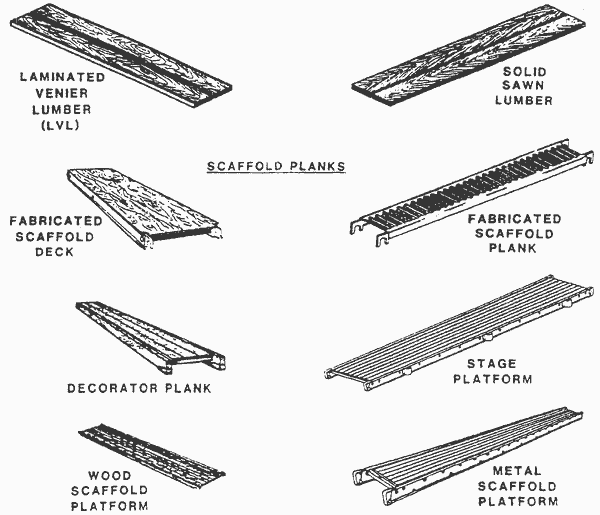 LAMINATED
VENIER
LUMBER
(LVL)
SOLID
SAWN
LUMBER
SCAFFOLD PLANKS
FABRICATED
SCAFFOLD
DECK
FABRICATED
SCAFFOLD
PLANK
DECORATOR PLANK
STAGE
PLATFORM
WOOD
SCAFFOLD
PLATFORM
METAL
SCAFFOLD
PLATFORM